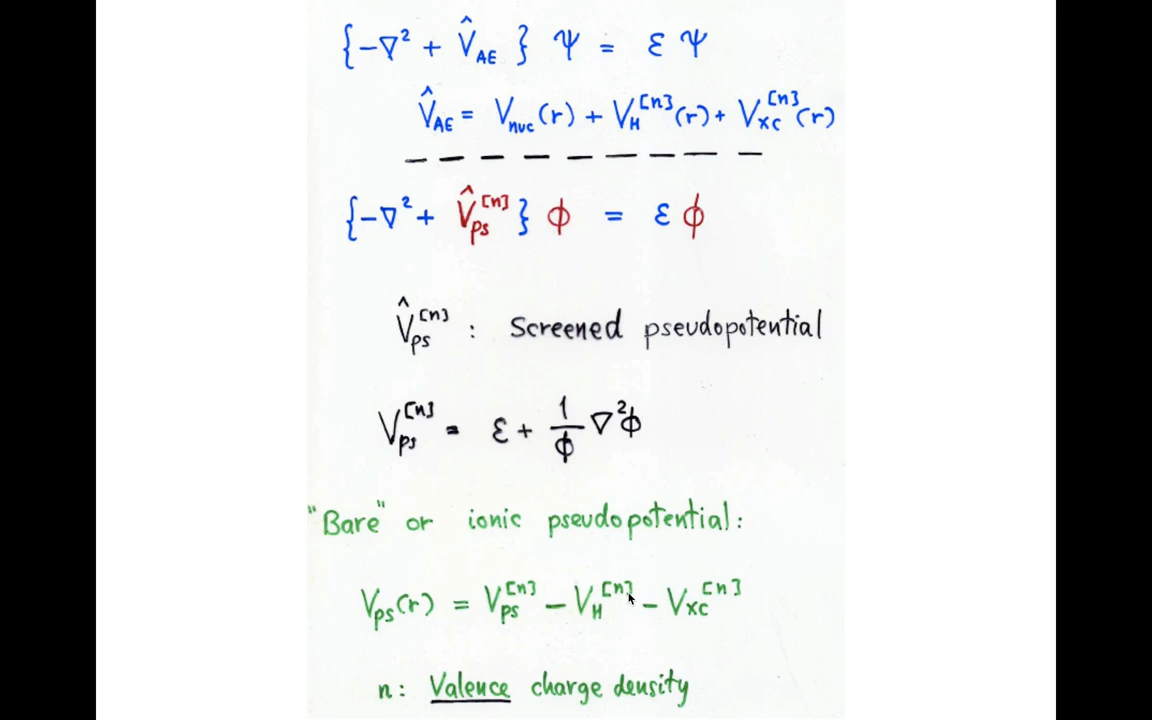 {-∇² + V̂_AE } Ψ = ε Ψ
V̂_AE = V_nuc(r) + V_H^[n](r) + V_xc^[n](r)
{-∇² + V̂_ps^[n] } ϕ = ε ϕ
V̂_ps^[n] : Screened pseudopotential
V_ps^[n] = ε + 1/ϕ ∇²ϕ
"Bare" or ionic pseudopotential:
V_ps(r) = V_ps^[n] - V_H^[n] - V_xc^[n]
n: Valence charge density